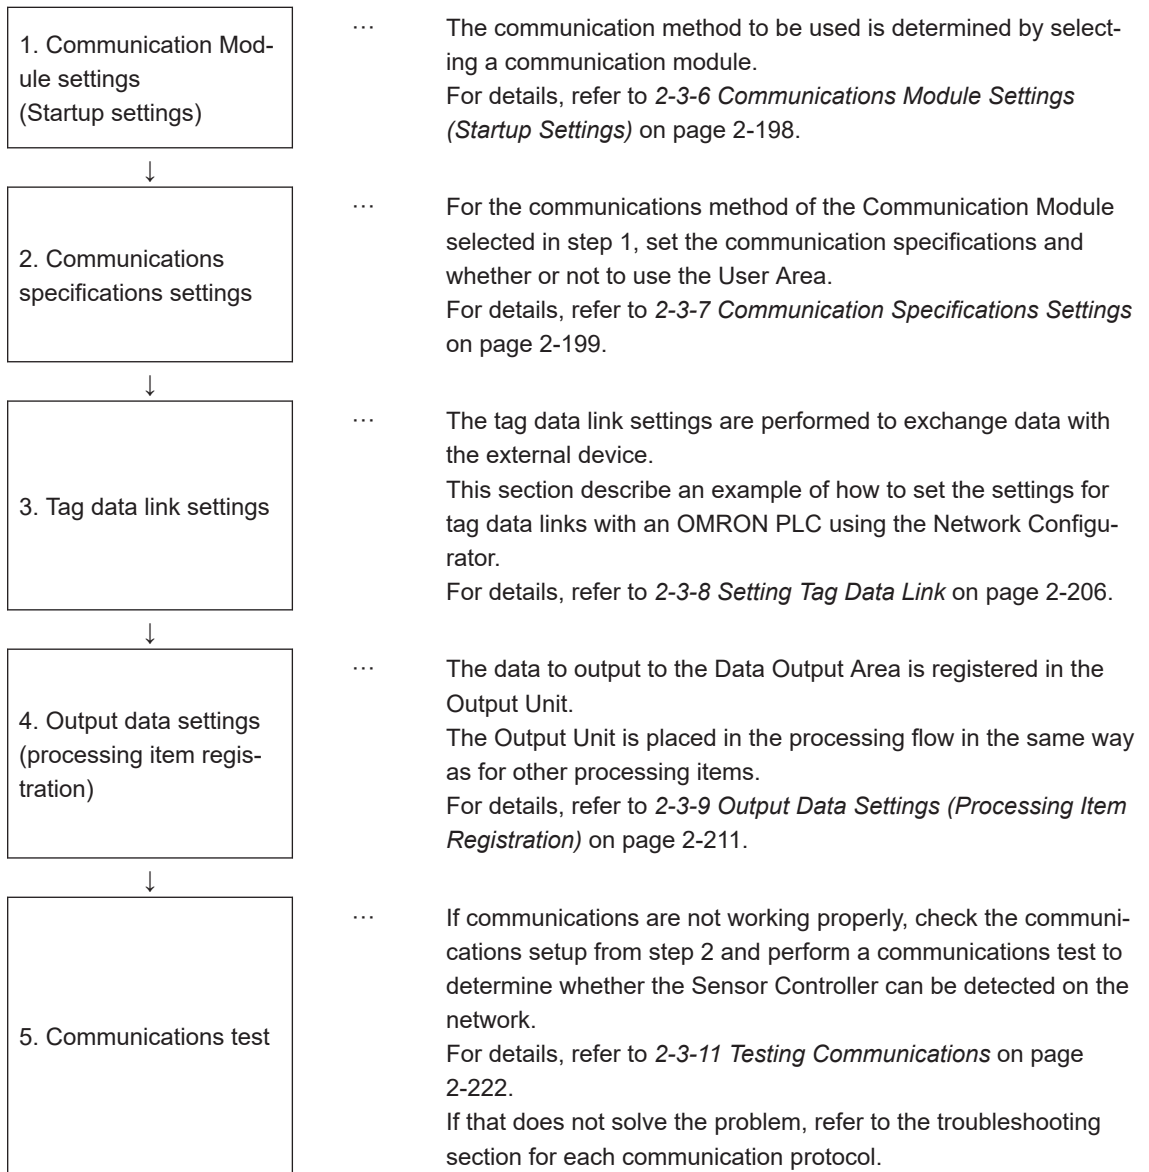 1. Communication Mod-
ule settings
(Startup settings)
…
The communication method to be used is determined by select-
ing a communication module.
For details, refer to 2-3-6 Communications Module Settings
(Startup Settings) on page 2-198.
↓
2. Communications
specifications settings
…
For the communications method of the Communication Module
selected in step 1, set the communication specifications and
whether or not to use the User Area.
For details, refer to 2-3-7 Communication Specifications Settings
on page 2-199.
↓
3. Tag data link settings
…
The tag data link settings are performed to exchange data with
the external device.
This section describe an example of how to set the settings for
tag data links with an OMRON PLC using the Network Configu-
rator.
For details, refer to 2-3-8 Setting Tag Data Link on page 2-206.
↓
4. Output data settings
(processing item regis-
tration)
…
The data to output to the Data Output Area is registered in the
Output Unit.
The Output Unit is placed in the processing flow in the same way
as for other processing items.
For details, refer to 2-3-9 Output Data Settings (Processing Item
Registration) on page 2-211.
↓
5. Communications test
…
If communications are not working properly, check the communi-
cations setup from step 2 and perform a communications test to
determine whether the Sensor Controller can be detected on the
network.
For details, refer to 2-3-11 Testing Communications on page
2-222.
If that does not solve the problem, refer to the troubleshooting
section for each communication protocol.